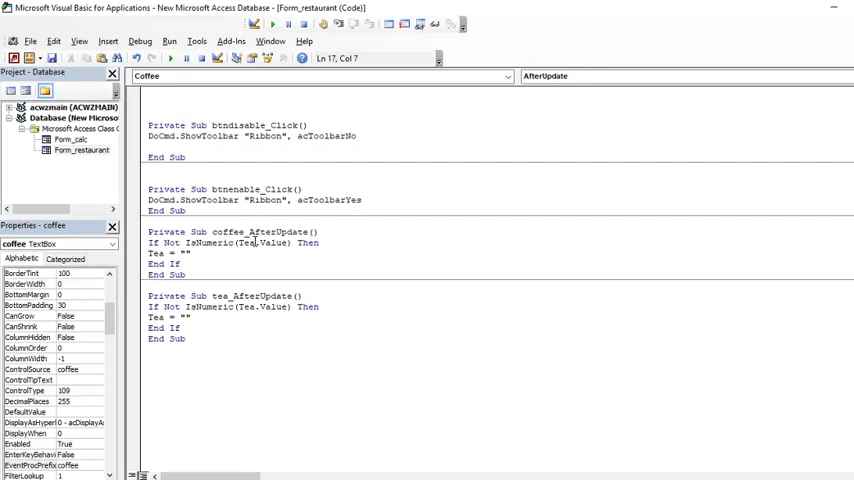 Microsoft Visual Basic for Applications - New Microsoft Access Database - [Form_restaurant (Code)]
File Edit View Insert Debug Run Tools Add-Ins Window Help
Ln 17, Col 7
Project - Database
acwzmain (ACWZMAIN)
Database (New Microso
Microsoft Access Class O
Form_calc
Form_restaurant
Properties - coffee
coffee TextBox
Alphabetic Categorized
BorderTint 100
BorderWidth 0
BottomMargin 0
BottomPadding 30
CanGrow False
CanShrink False
ColumnHidden False
ColumnOrder 0
ColumnWidth -1
ControlSource coffee
ControlTipText
ControlType 109
DecimalPlaces 255
DefaultValue
DisplayAsHyperl 0 - acDisplayAs
DisplayWhen 0
Enabled True
EnterKeyBehavi False
EventProcPrefix coffee
FilterLookup 1
Coffee AfterUpdate
Private Sub btndisable_Click()
DoCmd.ShowToolbar "Ribbon", acToolbarNo
End Sub
Private Sub btnenable_Click()
DoCmd.ShowToolbar "Ribbon", acToolbarYes
End Sub
Private Sub coffee_AfterUpdate()
If Not IsNumeric(Tea.Value) Then
Tea = ""
End If
End Sub
Private Sub tea_AfterUpdate()
If Not IsNumeric(Tea.Value) Then
Tea = ""
End If
End Sub